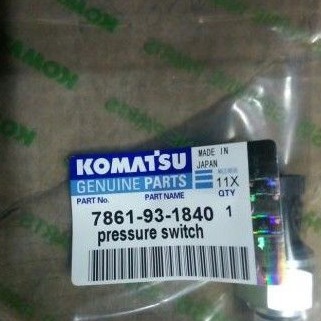 KOMATSU
GENUINE PARTS
MADE IN
JAPAN
11X
PART No. PART NAME QTY
7861-93-1840 1
pressure switch